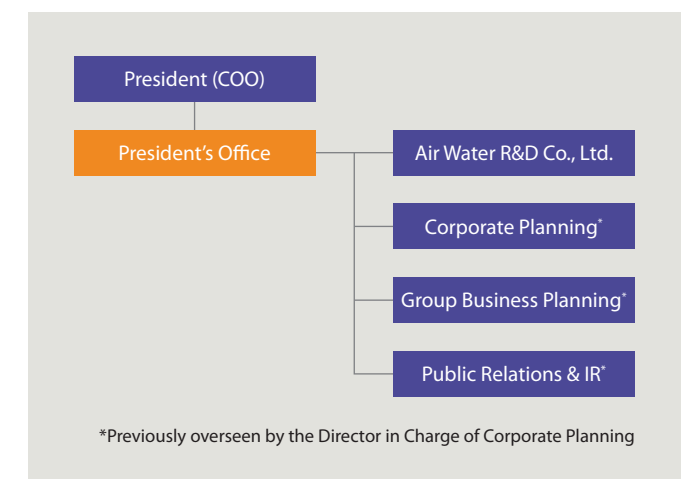 President (COO)
President’s Office
Air Water R&D Co., Ltd.
Corporate Planning*
Group Business Planning*
Public Relations & IR*
*Previously overseen by the Director in Charge of Corporate Planning